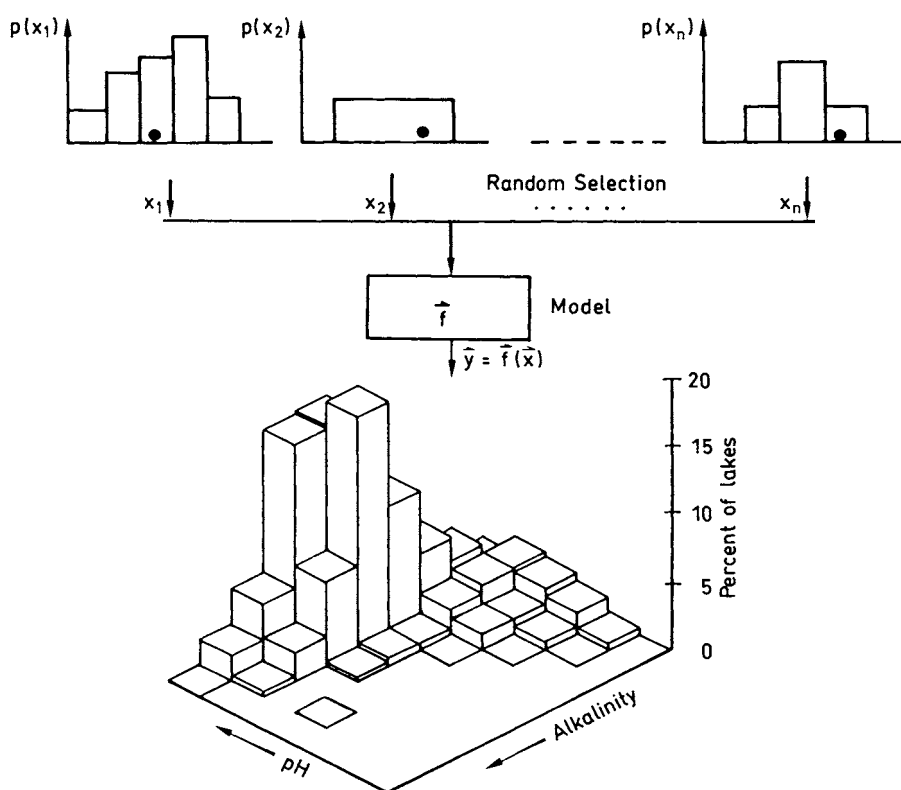 p(x1) p(x2) p(xn)
Random Selection
x1 x2 . . . . . . xn
f⃗ Model
y⃗ = f⃗(x⃗)
20
15
10
5
0
Percent of lakes
Alkalinity
pH